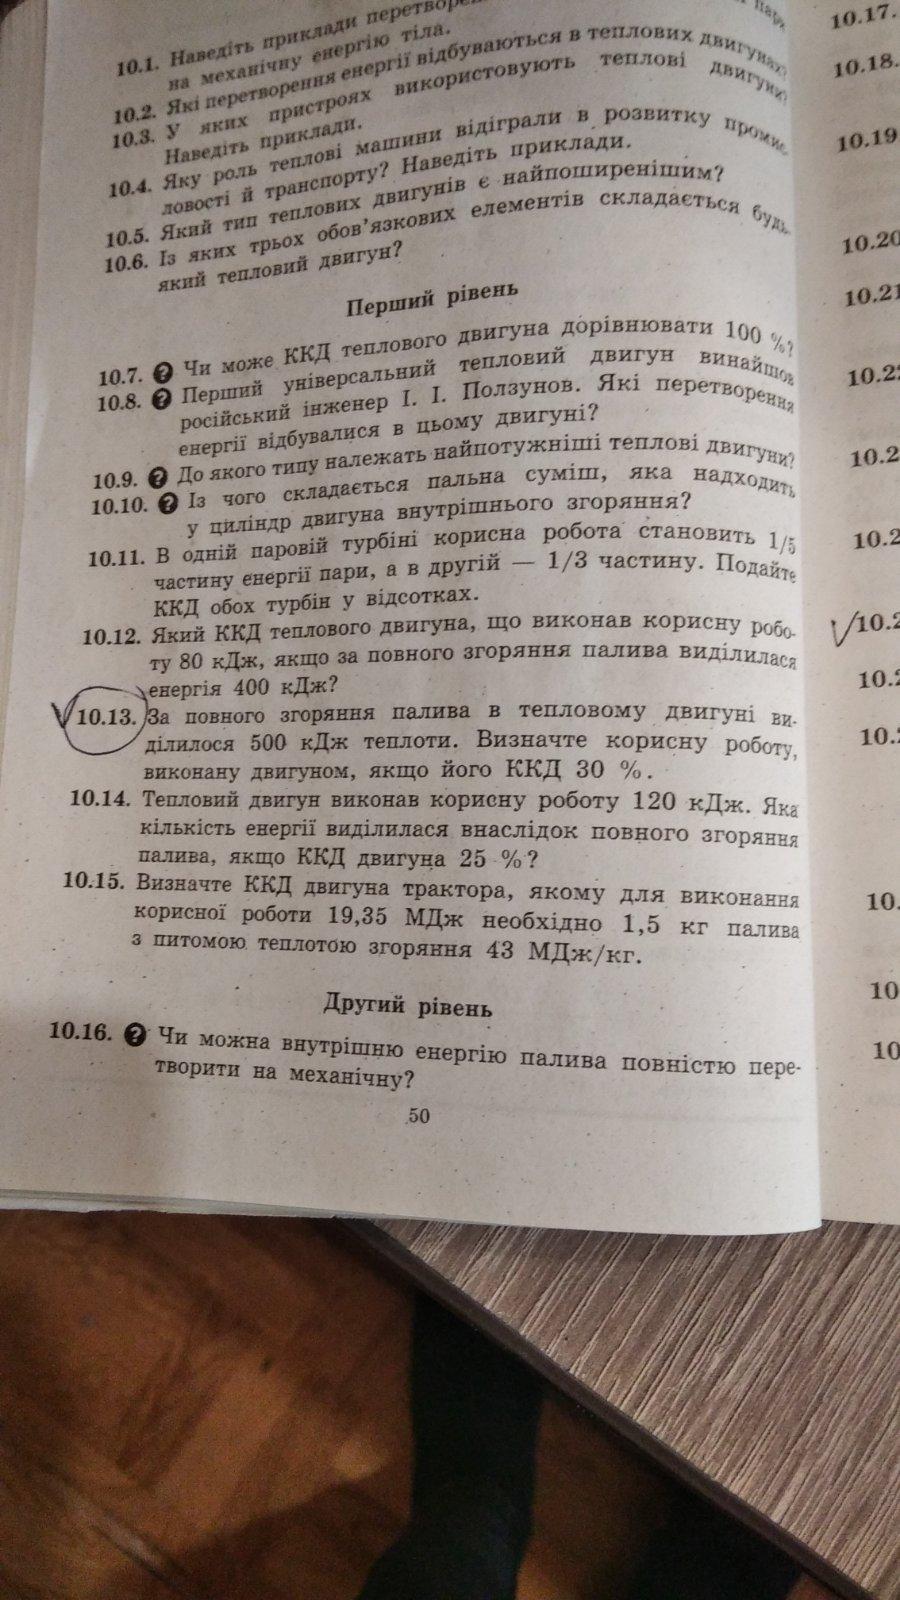 10.1. Наведіть приклади
на механічну енергію тіла.
10.2. Які перетворення енергії відбуваються в теплових двигунах?
10.3. У яких пристроях використовують теплові двигуни?
Наведіть приклади.
10.4. Яку роль теплові машини відіграли в розвитку промис-
ловості й транспорту? Наведіть приклади.
10.5. Який тип теплових двигунів є найпоширенішим?
10.6. Із яких трьох обов’язкових елементів складається будь-
який тепловий двигун?
Перший рівень
10.7. ? Чи може ККД теплового двигуна дорівнювати 100 %?
10.8. ? Перший універсальний тепловий двигун винайшов
російський інженер І. І. Ползунов. Які перетворення
енергії відбувалися в цьому двигуні?
10.9. ? До якого типу належать найпотужніші теплові двигуни?
10.10. ? Із чого складається пальна суміш, яка надходить
у циліндр двигуна внутрішнього згоряння?
10.11. В одній паровій турбіні корисна робота становить 1/5
частину енергії пари, а в другій — 1/3 частину. Подайте
ККД обох турбін у відсотках.
10.12. Який ККД теплового двигуна, що виконав корисну робо-
ту 80 кДж, якщо за повного згоряння палива виділилася
енергія 400 кДж?
10.13. За повного згоряння палива в тепловому двигуні ви-
ділилося 500 кДж теплоти. Визначте корисну роботу,
виконану двигуном, якщо його ККД 30 %.
10.14. Тепловий двигун виконав корисну роботу 120 кДж. Яка
кількість енергії виділилася внаслідок повного згоряння
палива, якщо ККД двигуна 25 %?
10.15. Визначте ККД двигуна трактора, якому для виконання
корисної роботи 19,35 МДж необхідно 1,5 кг палива
з питомою теплотою згоряння 43 МДж/кг.
Другий рівень
10.16. ? Чи можна внутрішню енергію палива повністю пере-
творити на механічну?
50
10.17.
10.18.
10.19